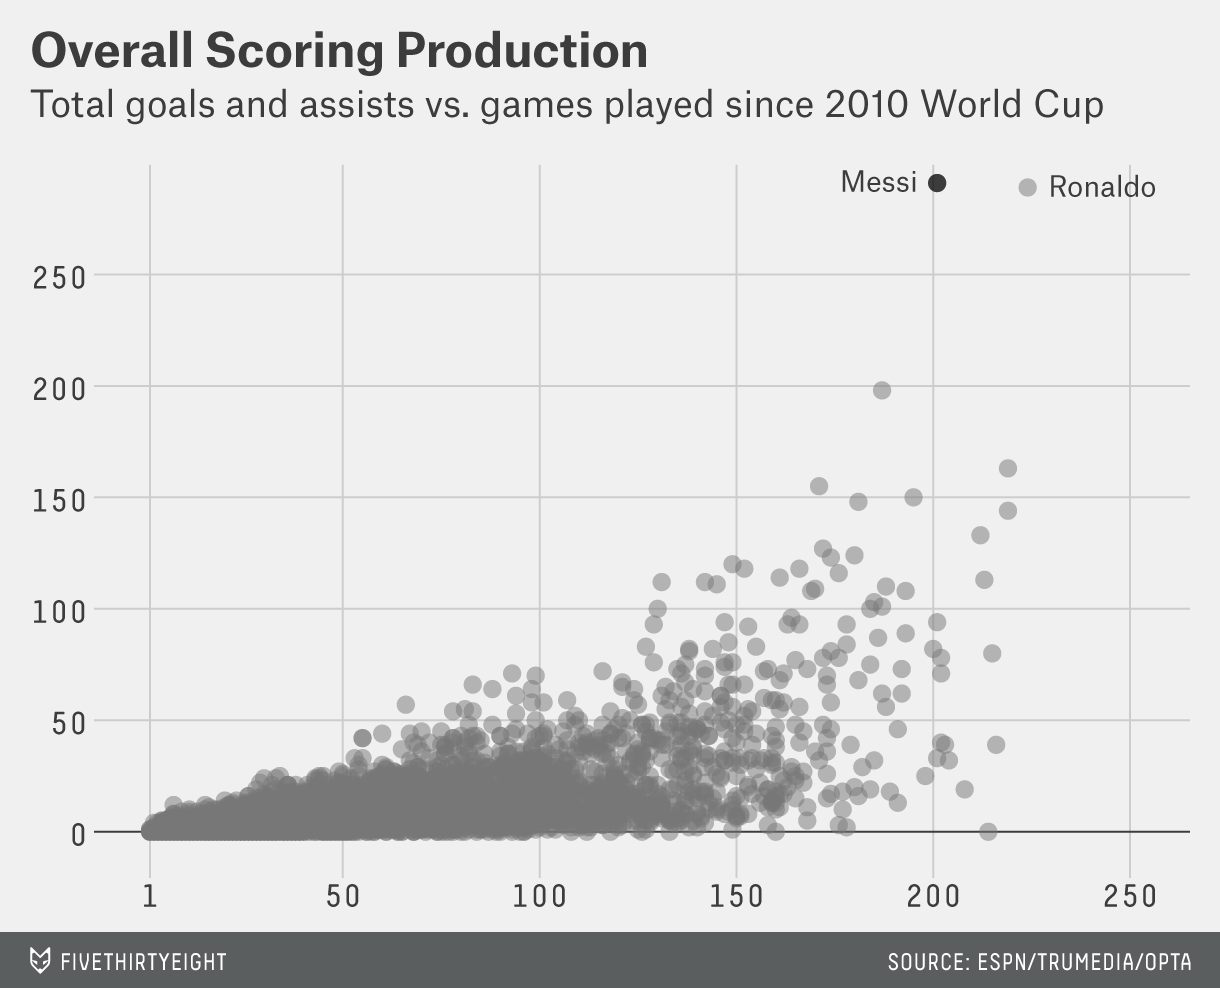 Overall Scoring Production
Total goals and assists vs. games played since 2010 World Cup
Messi
Ronaldo
250
200
150
100
50
0
1 50 100 150 200 250
FIVETHIRTYEIGHT
SOURCE: ESPN/TRUMEDIA/OPTA